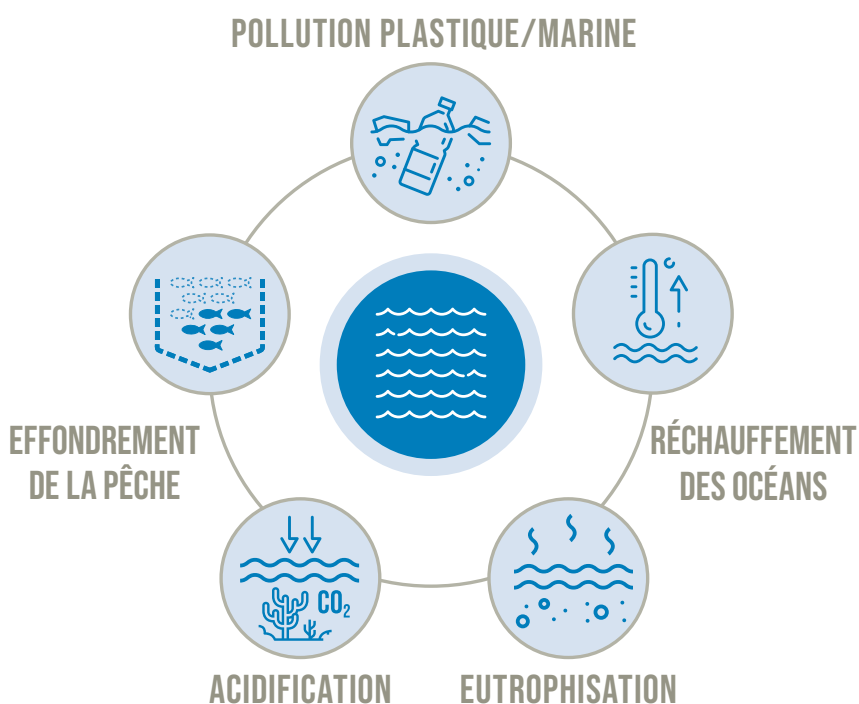 POLLUTION PLASTIQUE/MARINE
EFFONDREMENT
DE LA PÊCHE
RÉCHAUFFEMENT
DES OCÉANS
CO₂
ACIDIFICATION
EUTROPHISATION